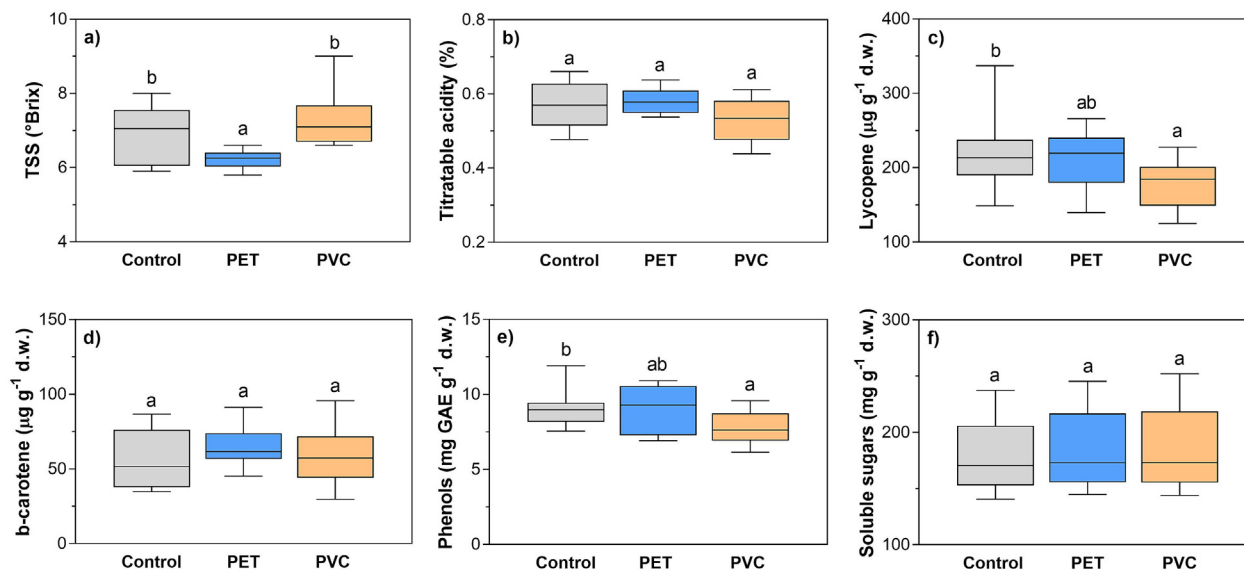 a)
TSS (°Brix)
10
8
6
4
b
a
b
Control PET PVC
b)
Titratable acidity (%)
0.8
0.6
0.4
0.2
a
a
a
Control PET PVC
c)
Lycopene (µg g-1 d.w.)
400
300
200
100
b
ab
a
Control PET PVC
d)
b-carotene (µg g-1 d.w.)
150
100
50
0
a
a
a
Control PET PVC
e)
Phenols (mg GAE g-1 d.w.)
15
10
5
0
b
ab
a
Control PET PVC
f)
Soluble sugars (mg g-1 d.w.)
300
200
100
a
a
a
Control PET PVC